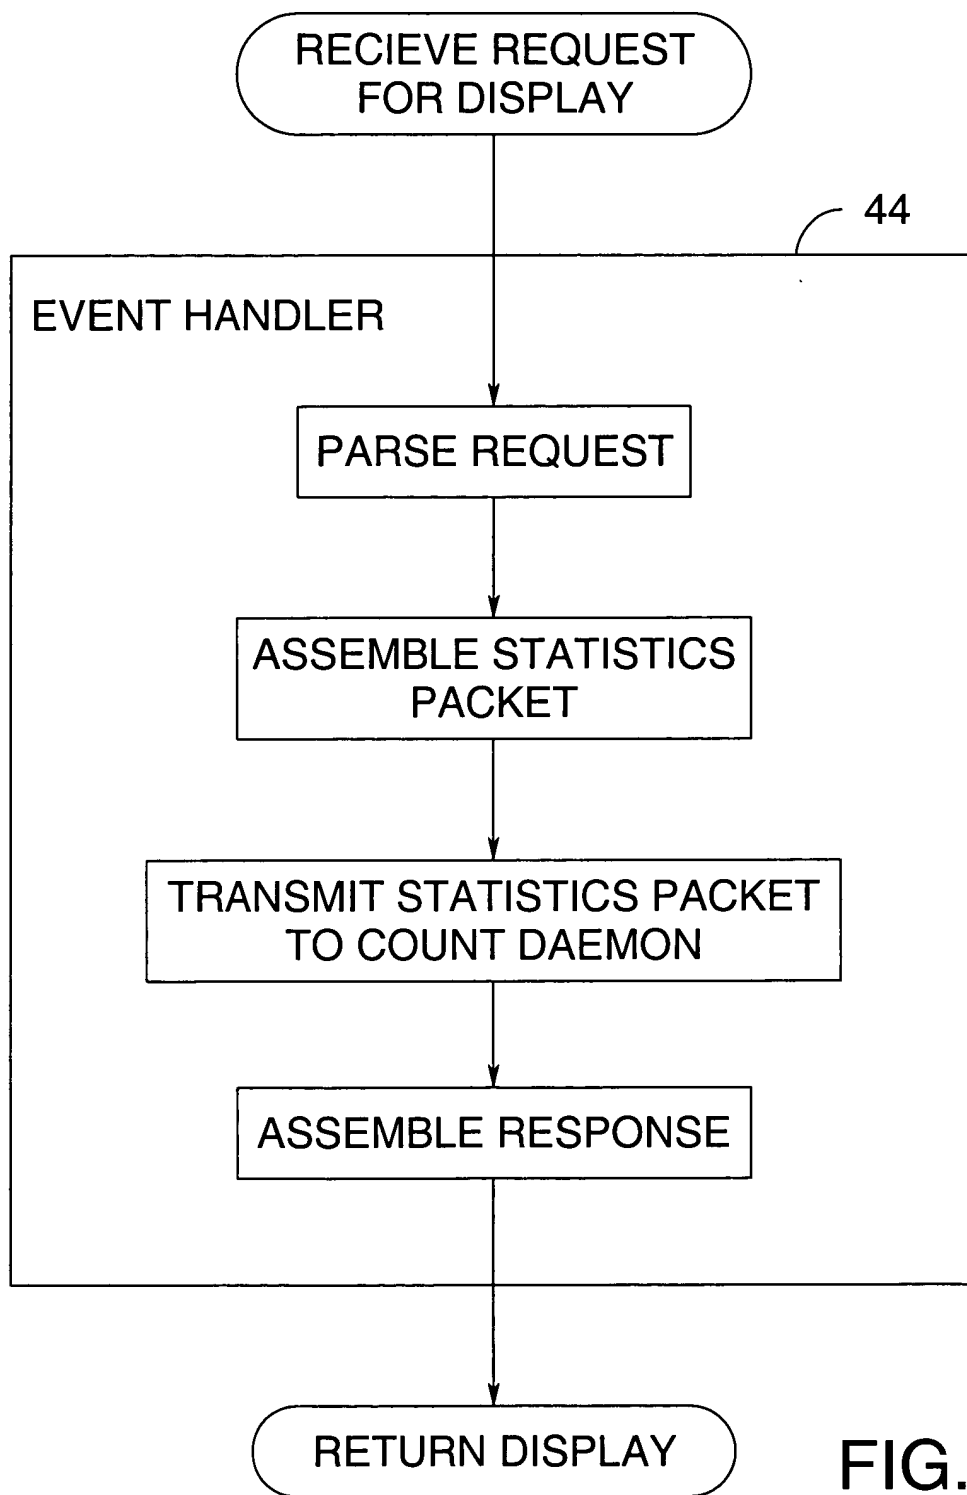 RECIEVE REQUEST
FOR DISPLAY
44
EVENT HANDLER
PARSE REQUEST
ASSEMBLE STATISTICS
PACKET
TRANSMIT STATISTICS PACKET
TO COUNT DAEMON
ASSEMBLE RESPONSE
RETURN DISPLAY
FIG.